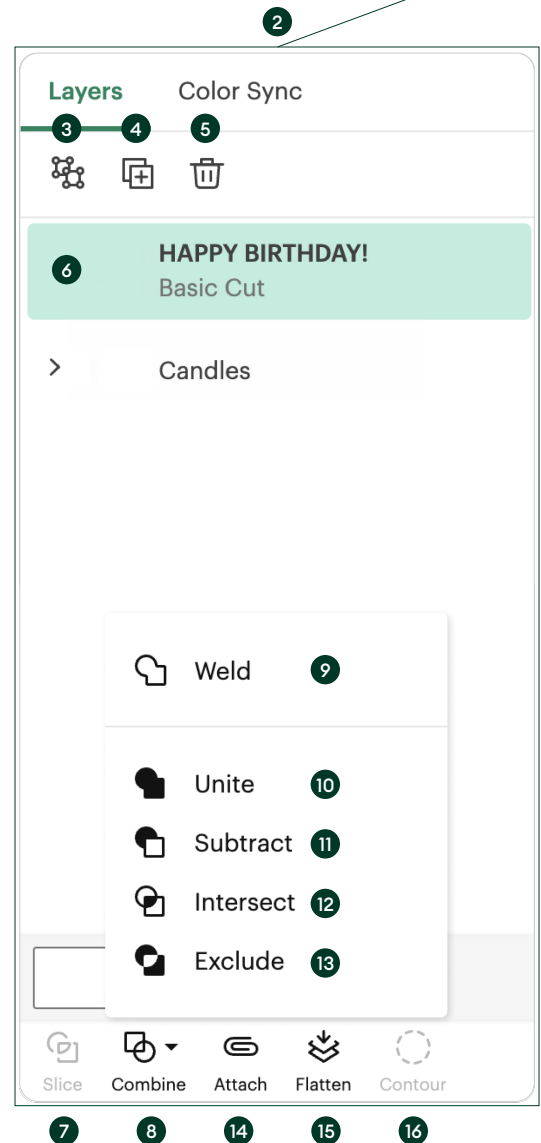 2
Layers Color Sync
3 4 5
6 HAPPY BIRTHDAY!
Basic Cut
Candles
Weld 9
Unite 10
Subtract 11
Intersect 12
Exclude 13
Slice Combine Attach Flatten Contour
7 8 14 15 16